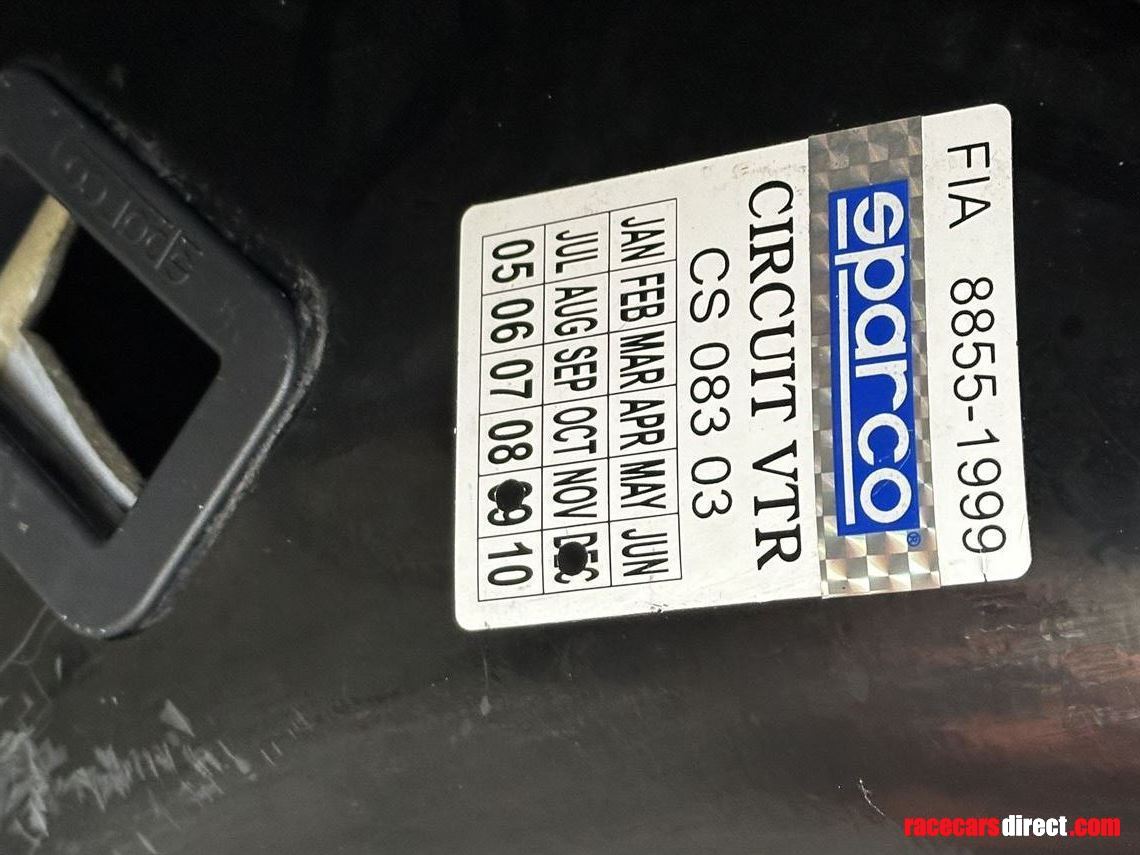 FIA 8855-1999
sparco®
CIRCUIT VTR
CS 083 03
JAN FEB MAR APR MAY JUN
JUL AUG SEP OCT NOV DEC
05 06 07 08 09 10
sparco
racecarsdirect.com